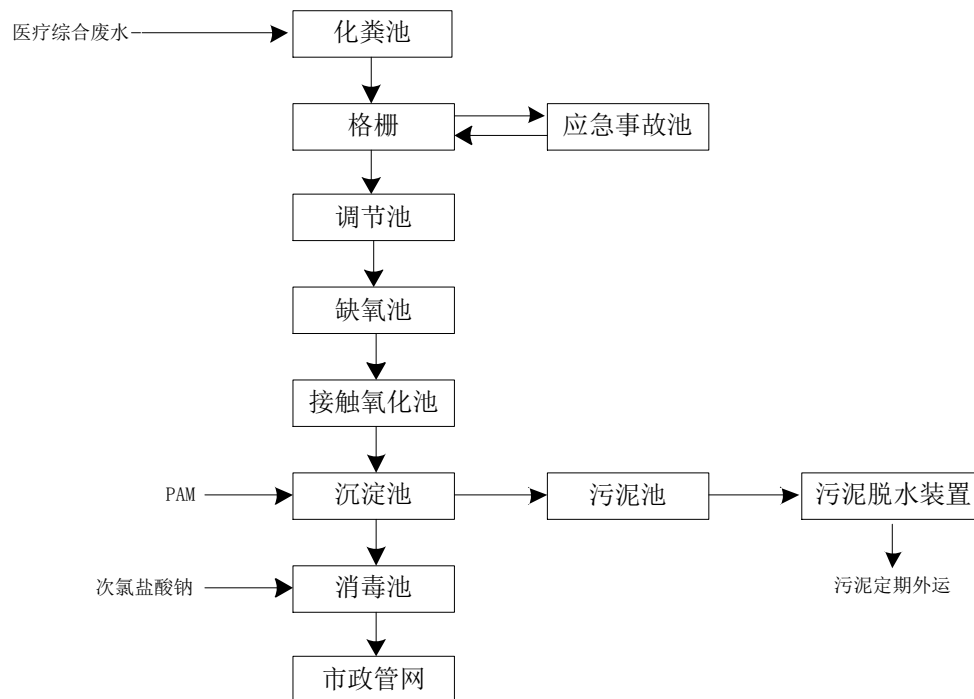 医疗综合废水
化粪池
格栅
应急事故池
调节池
缺氧池
接触氧化池
PAM
沉淀池
污泥池
污泥脱水装置
次氯盐酸钠
消毒池
污泥定期外运
市政管网